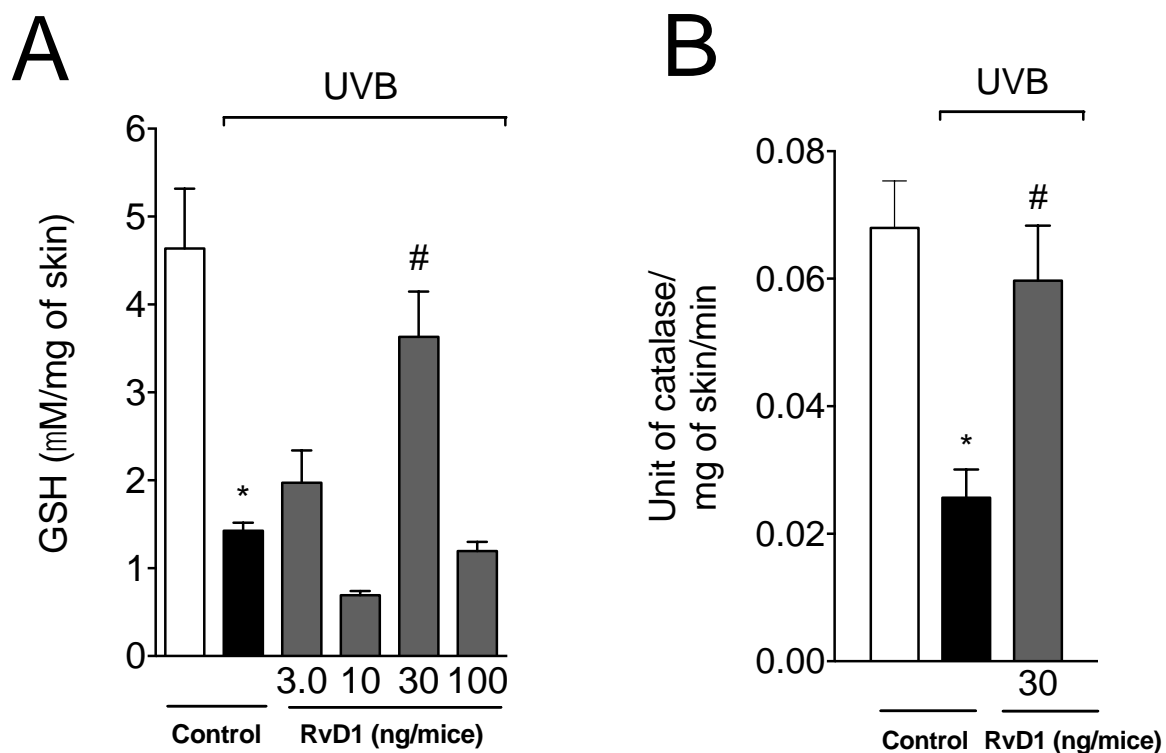 A
UVB
GSH (mM/mg of skin)
6
5
4
3
2
1
0
*
#
3.0 10 30 100
Control RvD1 (ng/mice)
B
UVB
Unit of catalase/
mg of skin/min
0.08
0.06
0.04
0.02
0.00
*
#
30
Control RvD1 (ng/mice)